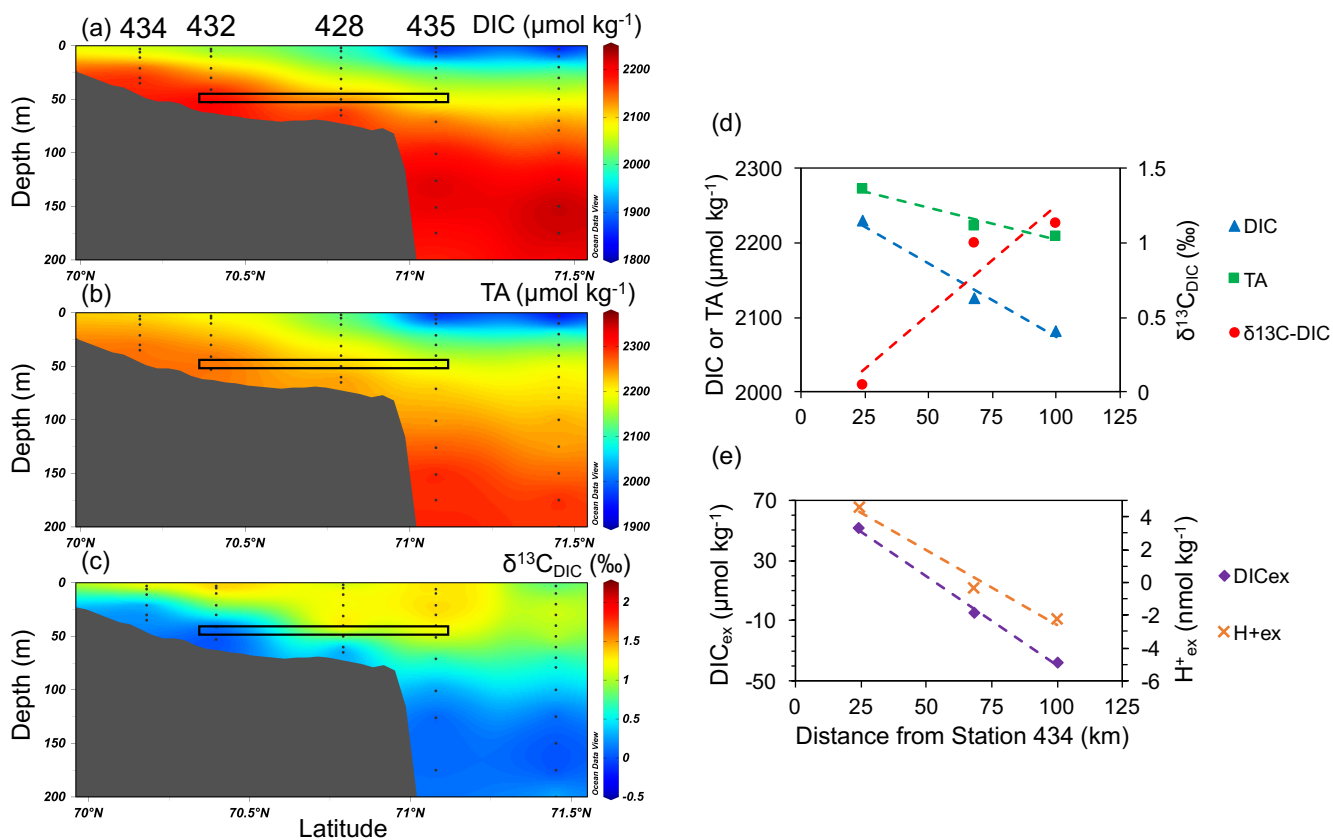 (a) 434 432 428 435 DIC (µmol kg⁻¹)
Depth (m)
0
50
100
150
200
70°N 70.5°N 71°N 71.5°N
Ocean Data View
2200
2100
2000
1900
1800
(b) TA (µmol kg⁻¹)
Depth (m)
0
50
100
150
200
70°N 70.5°N 71°N 71.5°N
Ocean Data View
2300
2200
2100
2000
1900
(c) δ¹³C_DIC (‰)
Depth (m)
0
50
100
150
200
70°N 70.5°N 71°N 71.5°N
Latitude
Ocean Data View
2
1.5
1
0.5
0
-0.5
(d)
DIC or TA (µmol kg⁻¹)
2300
2200
2100
2000
0 25 50 75 100 125
1.5
1
0.5
0
δ¹³C_DIC (‰)
DIC
TA
δ13C-DIC
(e)
DIC_ex (µmol kg⁻¹)
70
30
-10
-50
0 25 50 75 100 125
Distance from Station 434 (km)
4
2
0
-2
-4
-6
H⁺_ex (nmol kg⁻¹)
DICex
H+ex